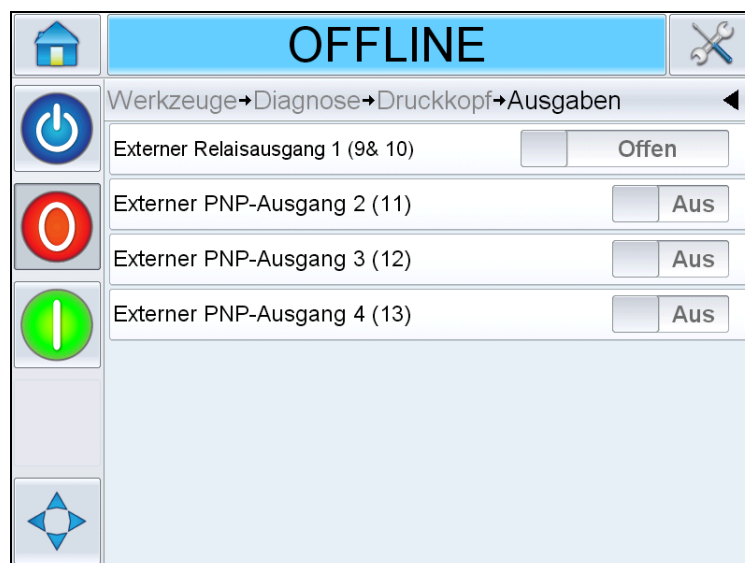 OFFLINE
Werkzeuge→Diagnose→Druckkopf→Ausgaben
Externer Relaisausgang 1 (9& 10) Offen
Externer PNP-Ausgang 2 (11) Aus
Externer PNP-Ausgang 3 (12) Aus
Externer PNP-Ausgang 4 (13) Aus